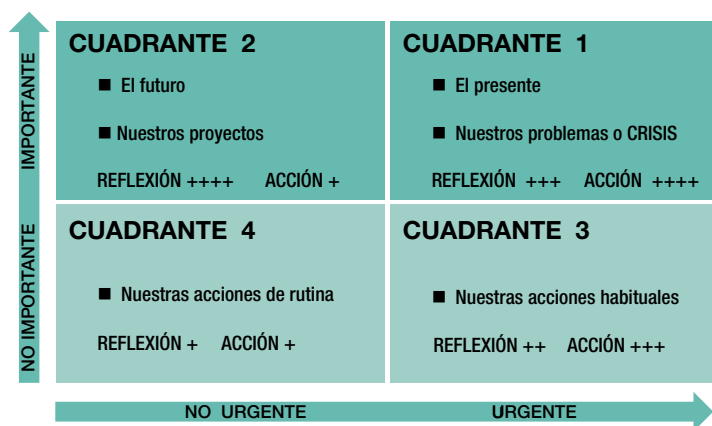 CUADRANTE 2
■ El futuro
■ Nuestros proyectos
REFLEXIÓN ++++ ACCIÓN +
CUADRANTE 1
■ El presente
■ Nuestros problemas o CRISIS
REFLEXIÓN +++ ACCIÓN ++++
IMPORTANTE
CUADRANTE 4
■ Nuestras acciones de rutina
REFLEXIÓN + ACCIÓN +
CUADRANTE 3
■ Nuestras acciones habituales
REFLEXIÓN ++ ACCIÓN +++
NO IMPORTANTE
NO URGENTE
URGENTE